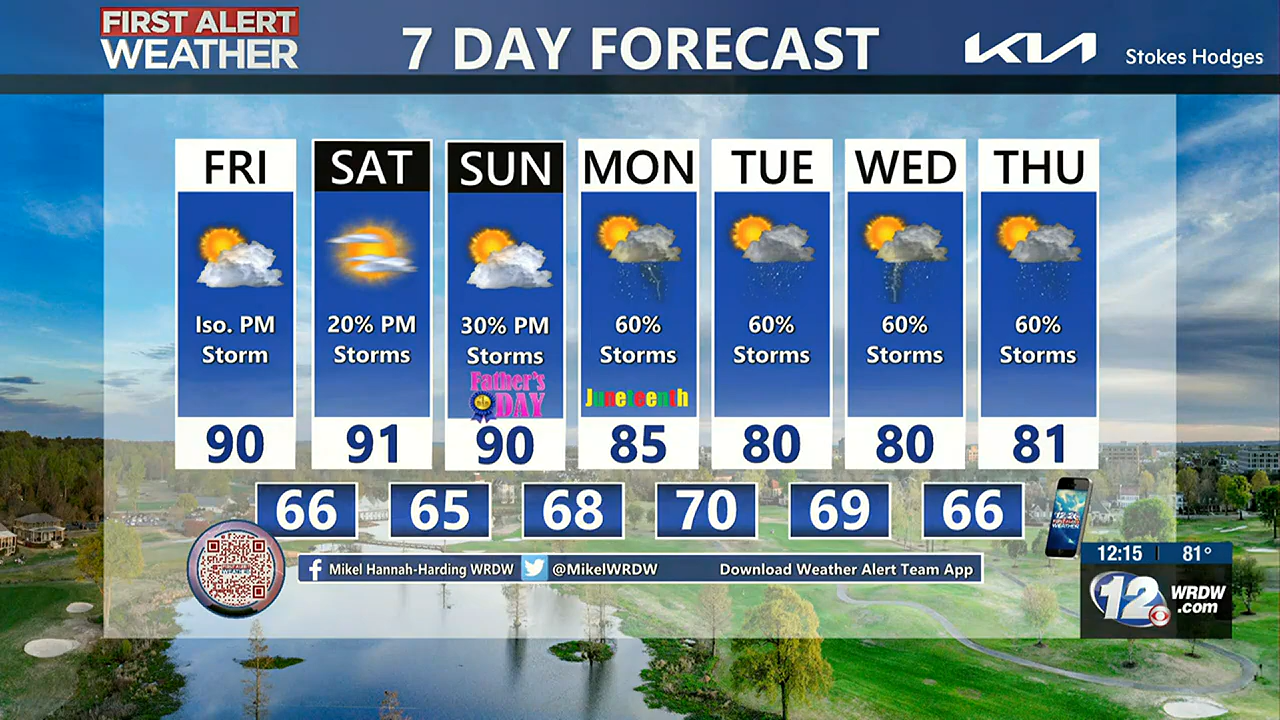 FIRST ALERT
WEATHER
7 DAY FORECAST
KIA
Stokes Hodges
FRI
SAT
SUN
MON
TUE
WED
THU
Iso. PM
Storm
20% PM
Storms
30% PM
Storms
Father's
DAY
60%
Storms
Juneteenth
60%
Storms
60%
Storms
60%
Storms
90
91
90
85
80
80
81
66
65
68
70
69
66
FIRST ALERT
WEATHER
Mikel Hannah-Harding WRDW
@MikelWRDW
Download Weather Alert Team App
12:15
81°
12
WRDW
.com